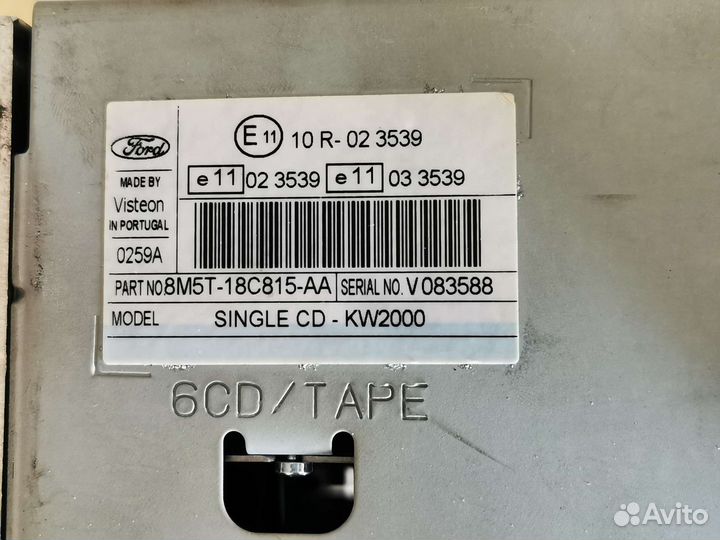 E 11 10 R- 02 3539
Ford
e 11 02 3539 e 11 03 3539
MADE BY
Visteon
IN PORTUGAL
0259A
PART NO. 8M5T-18C815-AA SERIAL NO. V 083588
MODEL SINGLE CD - KW2000
6CD/TAPE
Avito